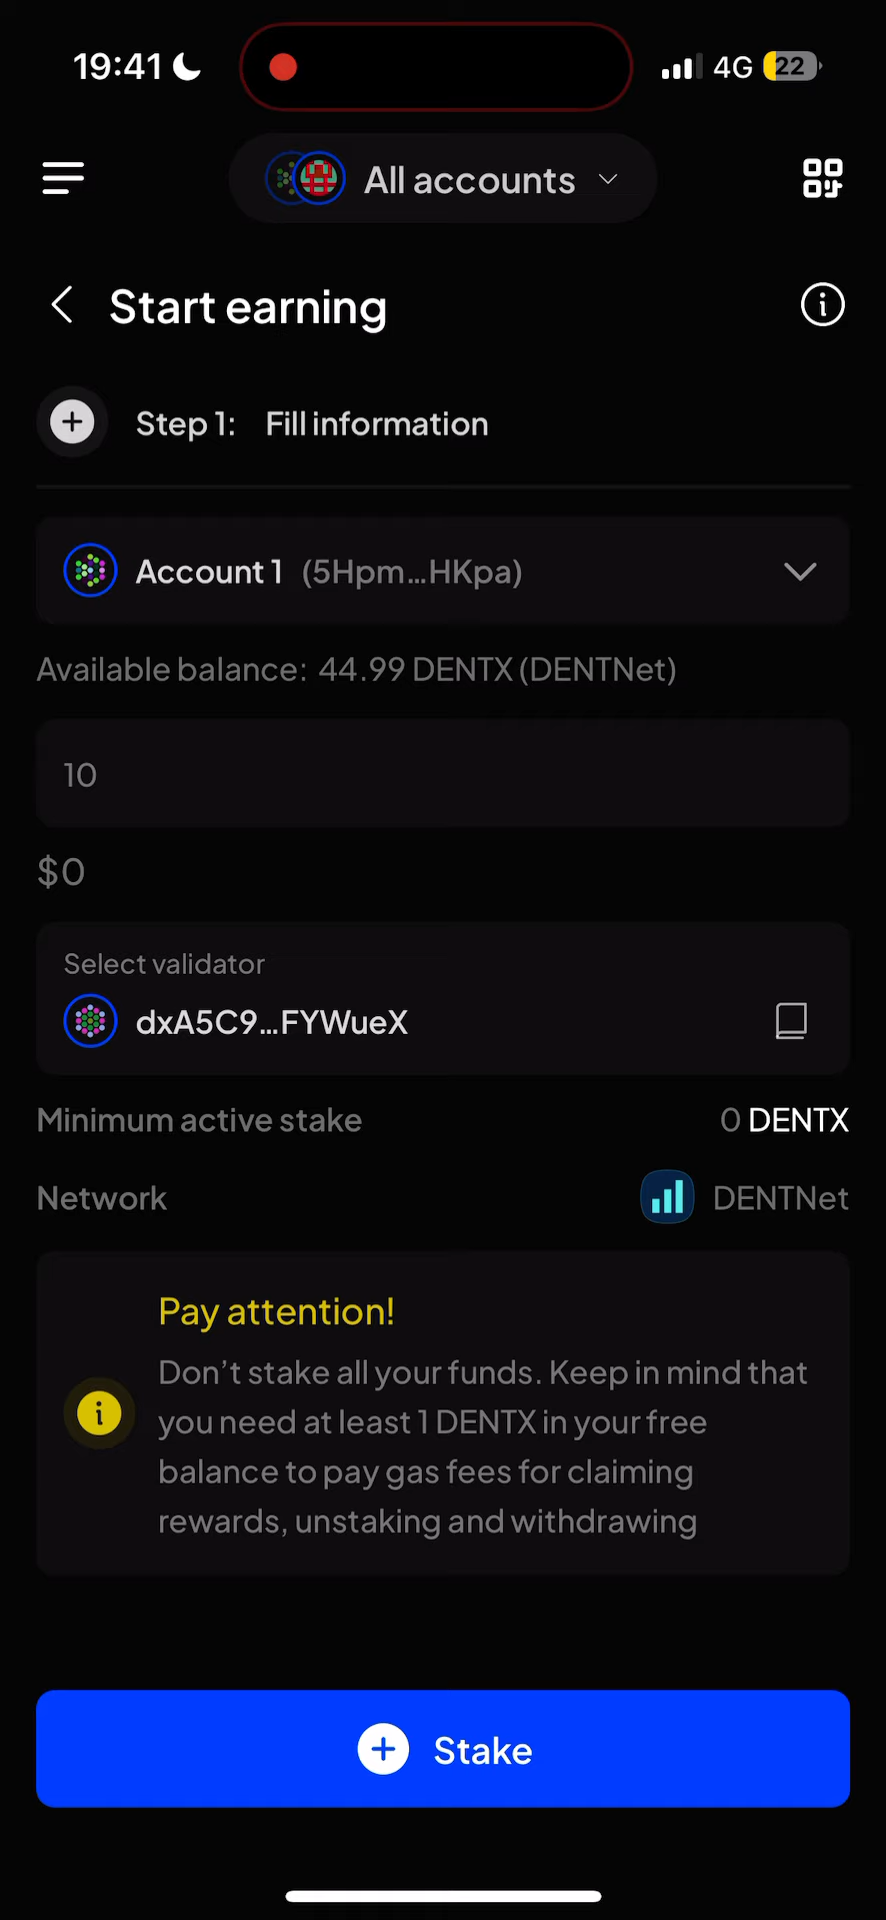 19:41
4G
22
All accounts
Start earning
Step 1: Fill information
Account 1 (5Hpm...HKpa)
Available balance: 44.99 DENTX (DENTNet)
10
$0
Select validator
dxA5C9...FYWueX
Minimum active stake 0 DENTX
Network DENTNet
Pay attention!
Don’t stake all your funds. Keep in mind that
you need at least 1 DENTX in your free
balance to pay gas fees for claiming
rewards, unstaking and withdrawing
Stake